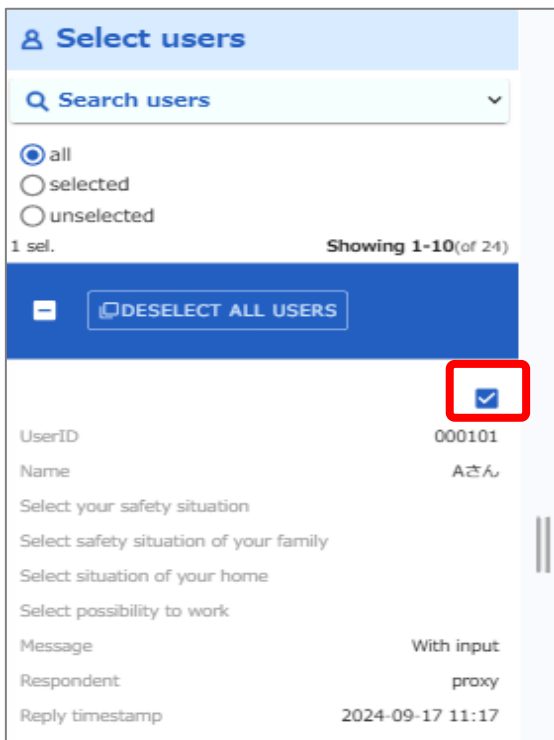 Select users
Search users
all
selected
unselected
1 sel. Showing 1-10(of 24)
DESELECT ALL USERS
UserID 000101
Name Aさん
Select your safety situation
Select safety situation of your family
Select situation of your home
Select possibility to work
Message With input
Respondent proxy
Reply timestamp 2024-09-17 11:17